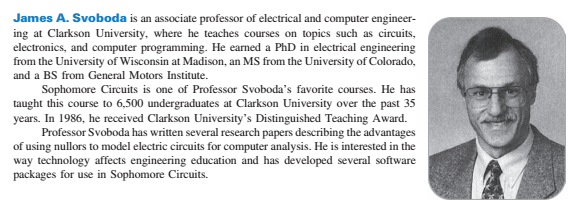 James A. Svoboda is an associate professor of electrical and computer engineer-
ing at Clarkson University, where he teaches courses on topics such as circuits,
electronics, and computer programming. He earned a PhD in electrical engineering
from the University of Wisconsin at Madison, an MS from the University of Colorado,
and a BS from General Motors Institute.
Sophomore Circuits is one of Professor Svoboda's favorite courses. He has
taught this course to 6,500 undergraduates at Clarkson University over the past 35
years. In 1986, he received Clarkson University's Distinguished Teaching Award.
Professor Svoboda has written several research papers describing the advantages
of using nullors to model electric circuits for computer analysis. He is interested in the
way technology affects engineering education and has developed several software
packages for use in Sophomore Circuits.